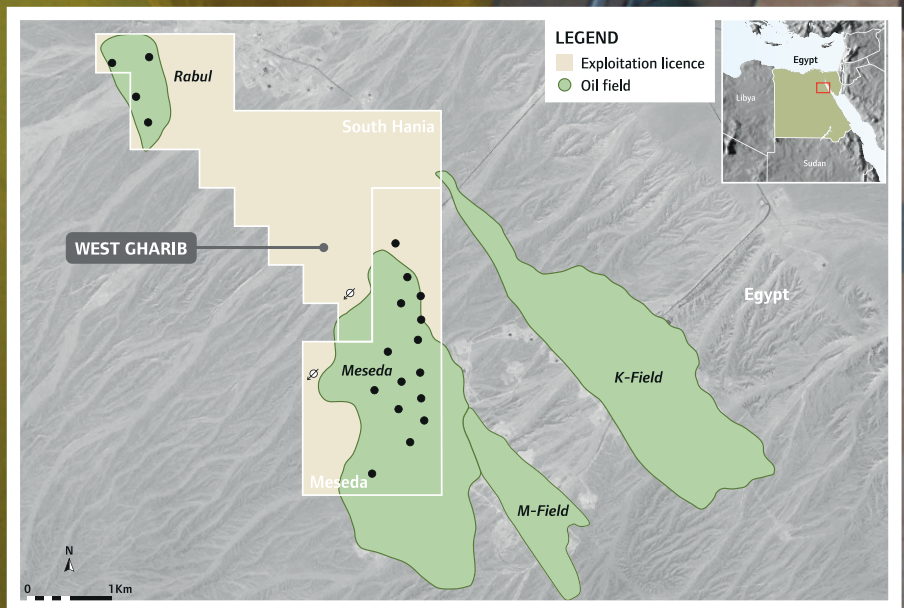 LEGEND
Exploitation licence
Oil field
Egypt
Libya
Sudan
Rabul
South Hania
WEST GHARIB
Egypt
Meseda
K-Field
Meseda
M-Field
N
0 1Km